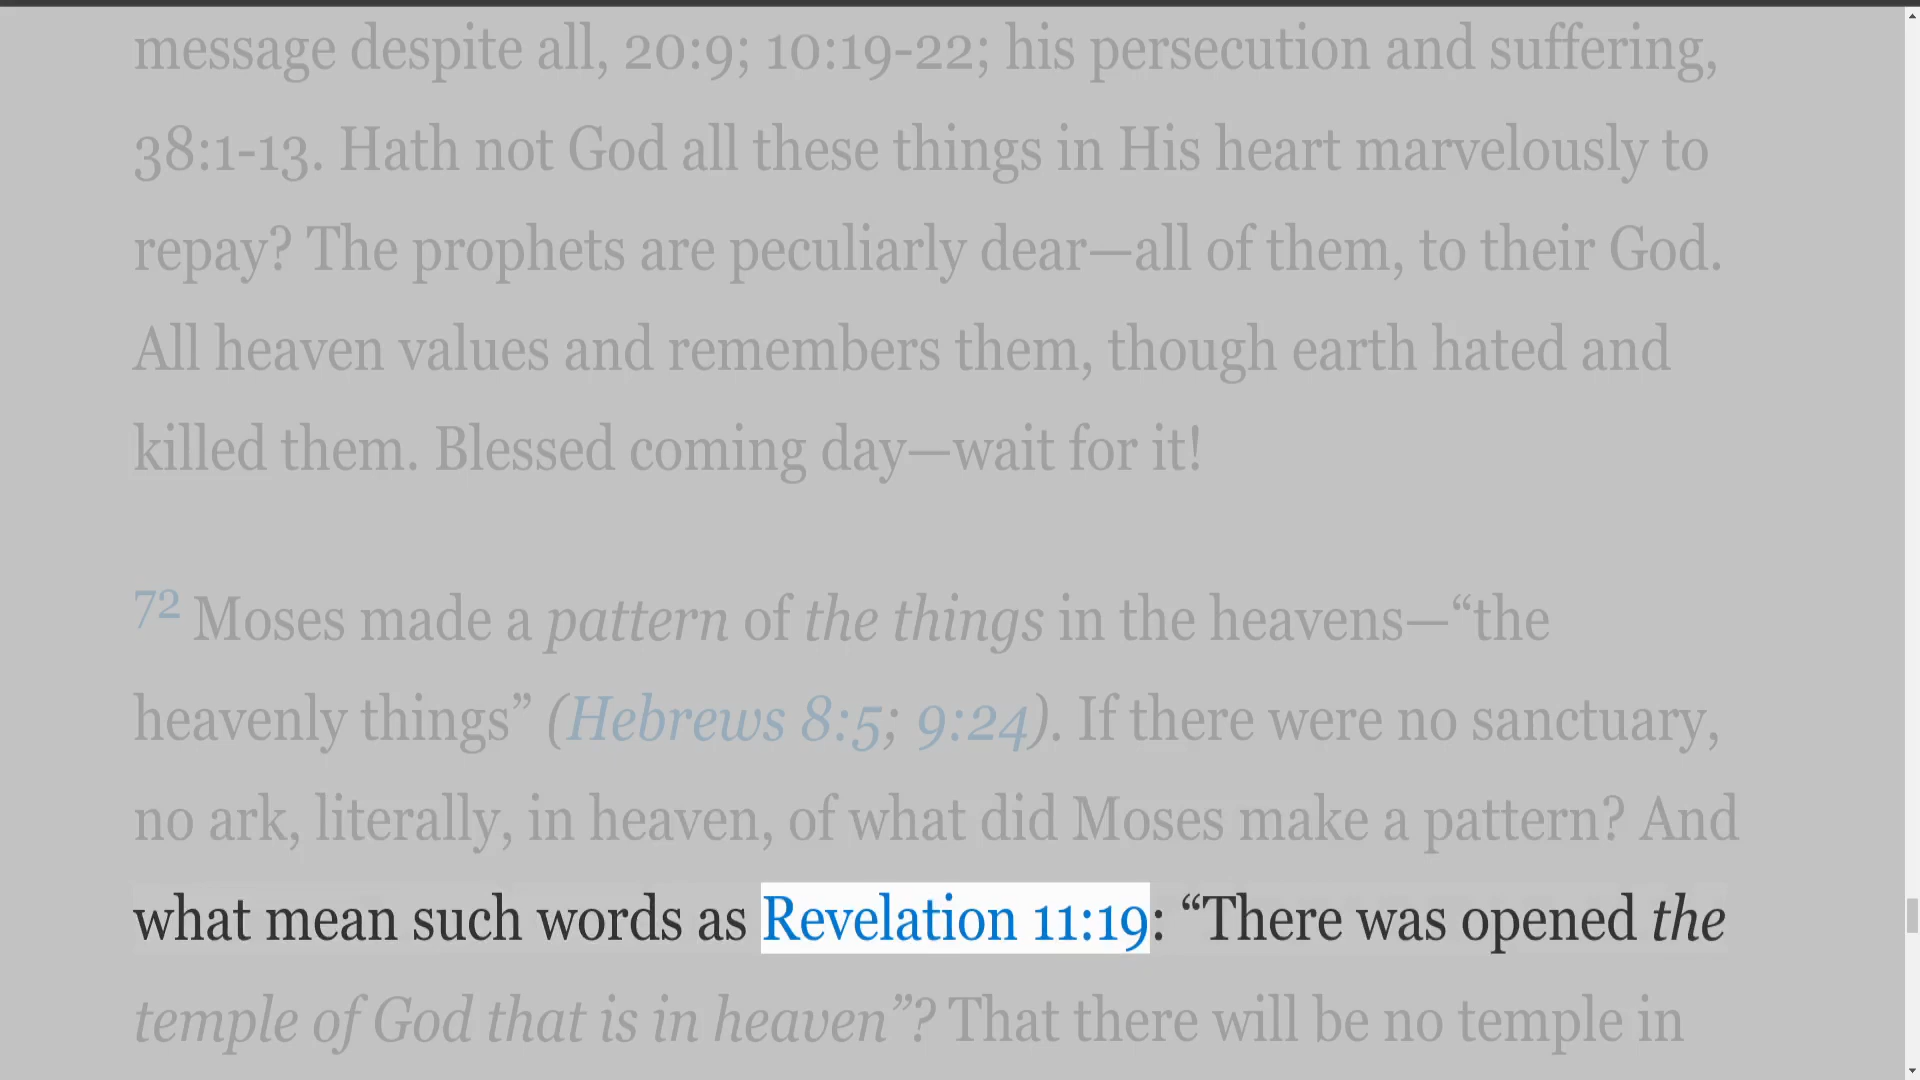 message despite all, 20:9; 10:19-22; his persecution and suffering,
38:1-13. Hath not God all these things in His heart marvelously to
repay? The prophets are peculiarly dear—all of them, to their God.
All heaven values and remembers them, though earth hated and
killed them. Blessed coming day—wait for it!
72 Moses made a pattern of the things in the heavens—“the
heavenly things” (Hebrews 8:5; 9:24). If there were no sanctuary,
no ark, literally, in heaven, of what did Moses make a pattern? And
what mean such words as Revelation 11:19: “There was opened the
temple of God that is in heaven”? That there will be no temple in